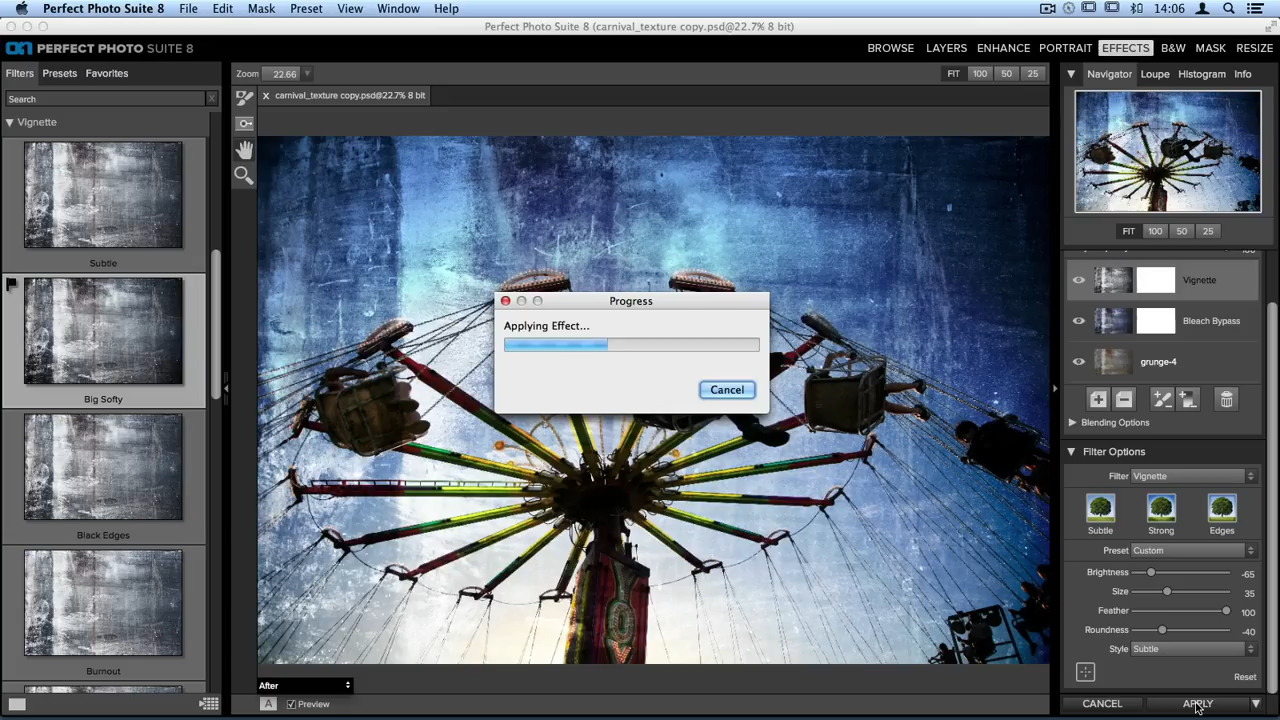 Perfect Photo Suite 8 File Edit Mask Preset View Window Help 14:06
Perfect Photo Suite 8 (carnival_texture copy.psd@22.7% 8 bit)
on PERFECT PHOTO SUITE 8 BROWSE LAYERS ENHANCE PORTRAIT EFFECTS B&W MASK RESIZE
Filters Presets Favorites
Search X
Vignette
Subtle
Big Softy
Black Edges
Burnout
Zoom 22.66 FIT 100 50 25
x carnival_texture copy.psd@22.7% 8 bit
Progress
Applying Effect...
Cancel
After
A Preview
Navigator Loupe Histogram Info
FIT 100 50 25
Vignette
Bleach Bypass
grunge-4
Blending Options
Filter Options
Filter Vignette
Subtle Strong Edges
Preset Custom
Brightness -65
Size 35
Feather 100
Roundness -40
Style Subtle
Reset
CANCEL APPLY